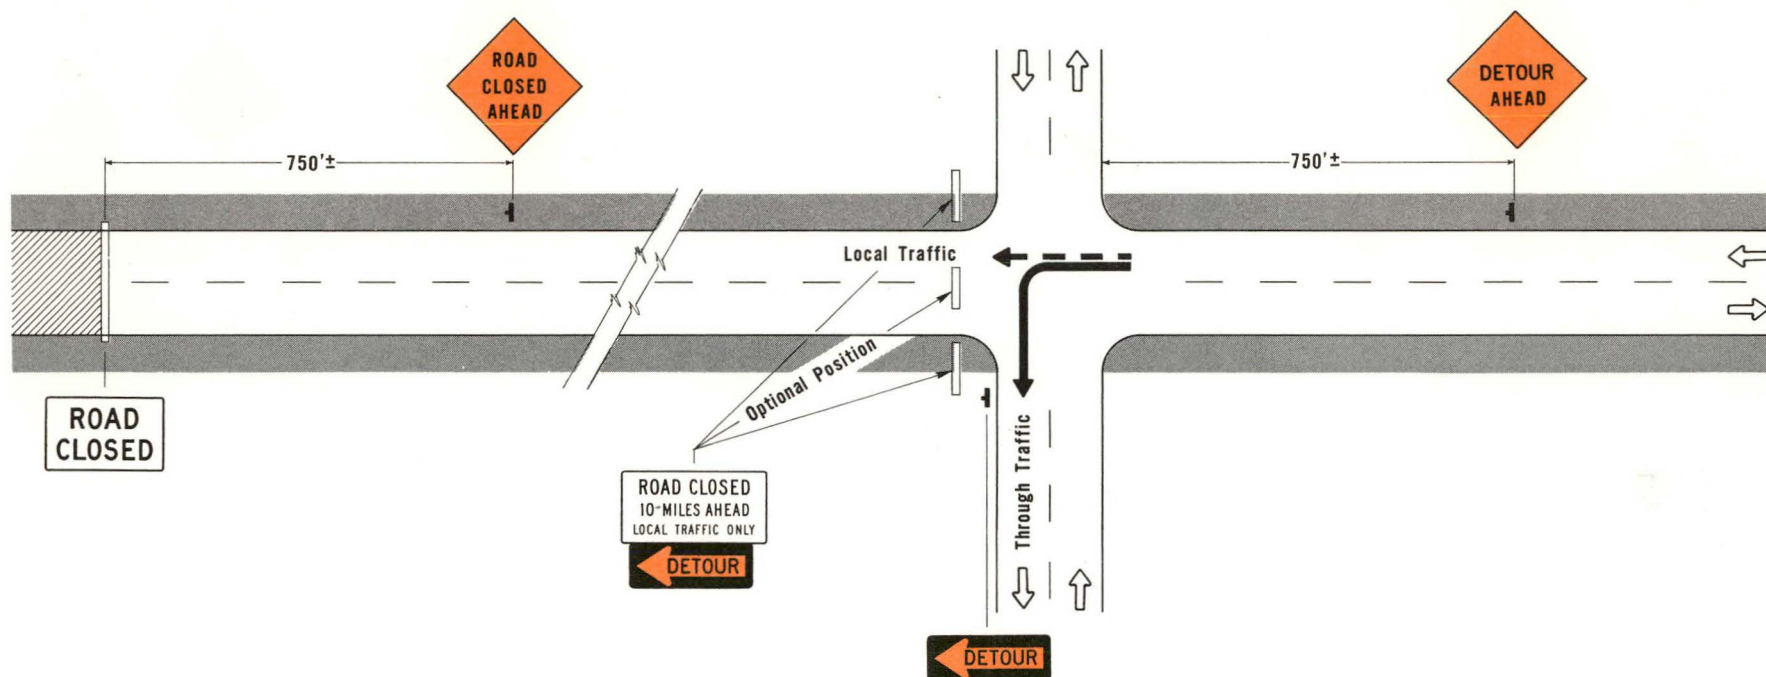 ROAD
CLOSED
AHEAD
DETOUR
AHEAD
750'±
750'±
Local Traffic
Optional Position
ROAD
CLOSED
ROAD CLOSED
10-MILES AHEAD
LOCAL TRAFFIC ONLY
DETOUR
Through Traffic
DETOUR